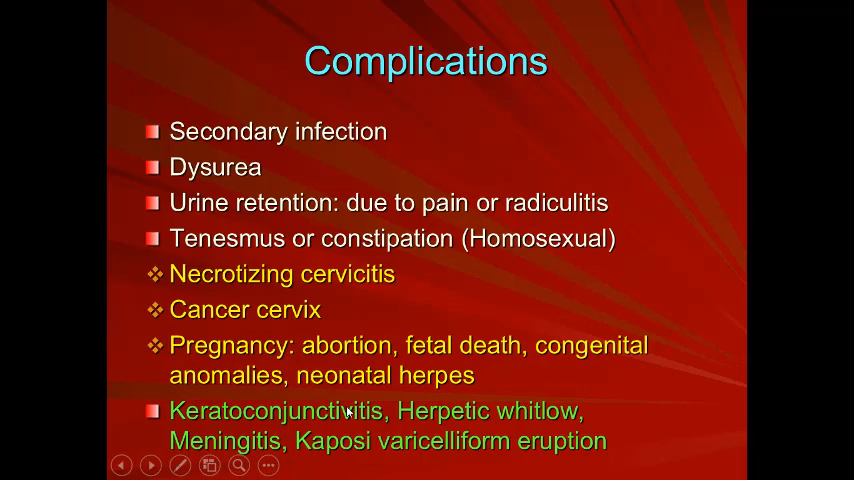 Complications
Secondary infection
Dysurea
Urine retention: due to pain or radiculitis
Tenesmus or constipation (Homosexual)
Necrotizing cervicitis
Cancer cervix
Pregnancy: abortion, fetal death, congenital
anomalies, neonatal herpes
Keratoconjunctivitis, Herpetic whitlow,
Meningitis, Kaposi varicelliform eruption